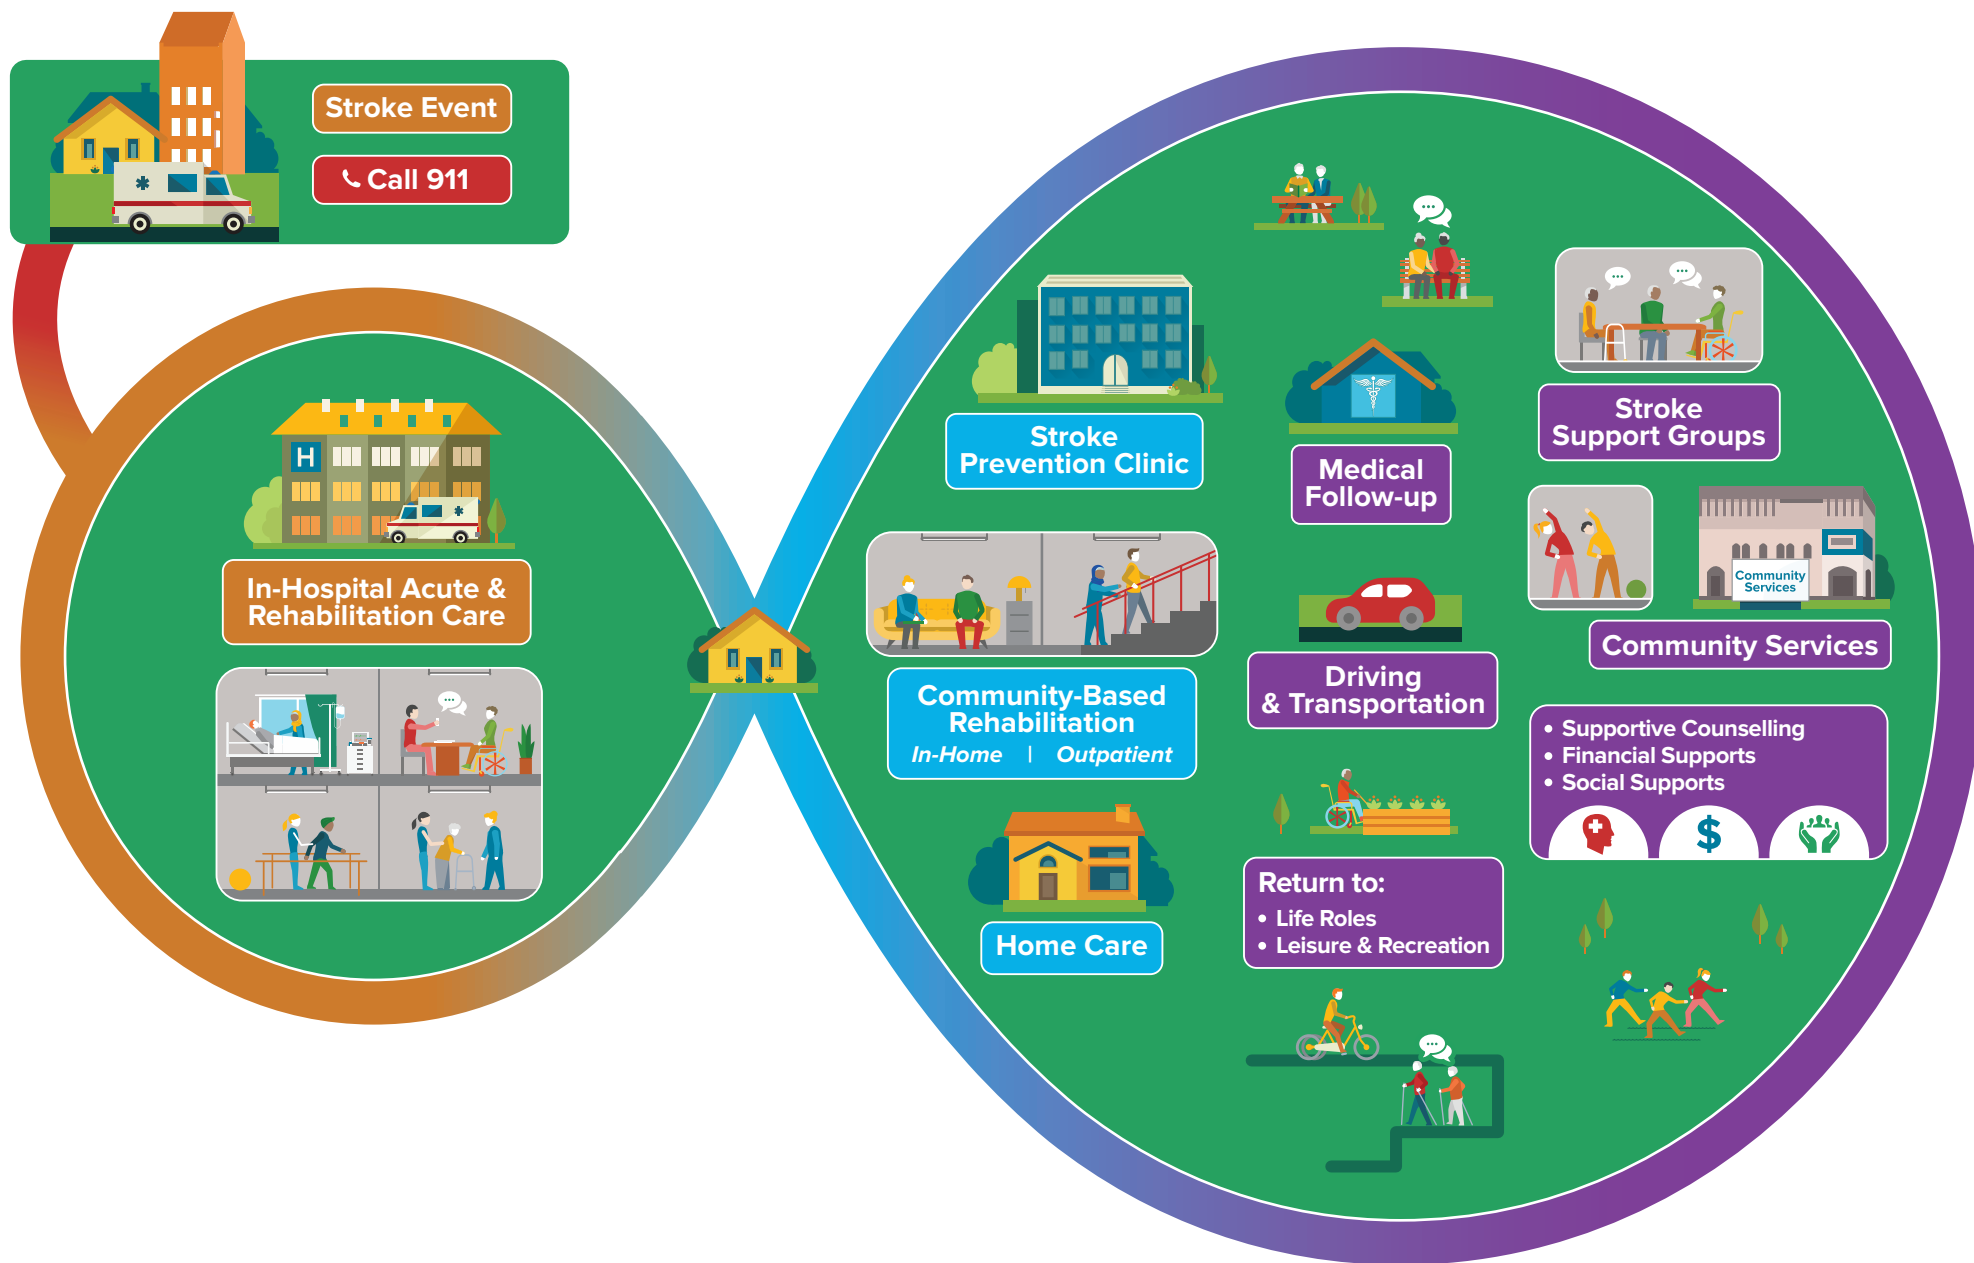 Stroke Event
Call 911
H
In-Hospital Acute &
Rehabilitation Care
Stroke
Prevention Clinic
Community-Based
Rehabilitation
In-Home | Outpatient
Home Care
Medical
Follow-up
Driving
& Transportation
Return to:
• Life Roles
• Leisure & Recreation
Stroke
Support Groups
Community
Services
Community Services
• Supportive Counselling
• Financial Supports
• Social Supports
$